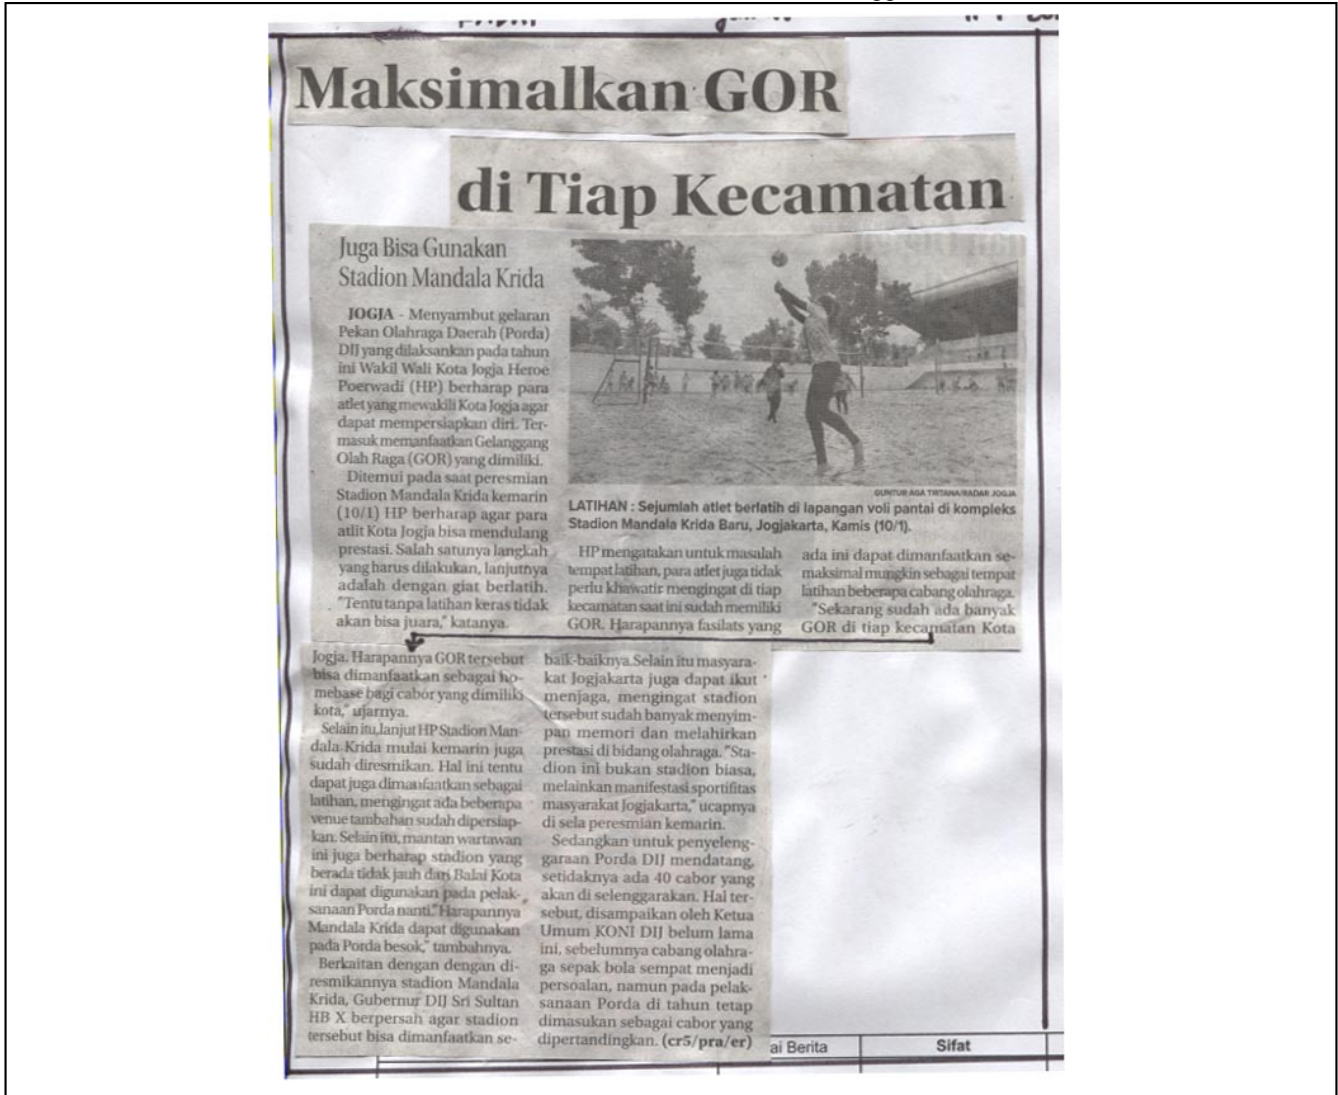 Maksimalkan GOR
di Tiap Kecamatan
Juga Bisa Gunakan
Stadion Mandala Krida
JOGJA - Menyambut gelaran
Pekan Olahraga Daerah (Porda)
DIJ yang dilaksankan pada tahun
ini Wakil Wali Kota Jogja Heroe
Poerwadi (HP) berharap para
atlet yang mewakili Kota Jogja agar
dapat mempersiapkan diri. Ter-
masuk memanfaatkan Gelanggang
Olah Raga (GOR) yang dimiliki.
Ditemui pada saat peresmian
Stadion Mandala Krida kemarin
(10/1) HP berharap agar para
atlit Kota Jogja bisa mendulang
prestasi. Salah satunya langkah
yang harus dilakukan, lanjutnya
adalah dengan giat berlatih.
"Tentu tanpa latihan keras tidak
akan bisa juara," katanya.
GUNTUR AGA TIRTANA/RADAR JOGJA
LATIHAN : Sejumlah atlet berlatih di lapangan voli pantai di kompleks
Stadion Mandala Krida Baru, Jogjakarta, Kamis (10/1).
HP mengatakan untuk masalah
tempat latihan, para atlet juga tidak
perlu khawatir mengingat di tiap
kecamatan saat ini sudah memiliki
GOR. Harapannya fasilats yang
ada ini dapat dimanfaatkan se-
maksimal mungkin sebagai tempat
latihan beberapa cabang olahraga.
"Sekarang sudah ada banyak
GOR di tiap kecamatan Kota
Jogja. Harapannya GOR tersebut
bisa dimanfaatkan sebagai ho-
mebase bagi cabor yang dimiliki
kota," ujarnya.
Selain itu,lanjut HP Stadion Man-
dala Krida mulai kemarin juga
sudah diresmikan. Hal ini tentu
dapat juga dimanfaatkan sebagai
latihan, mengingat ada beberapa
venue tambahan sudah dipersiap-
kan. Selain itu, mantan wartawan
ini juga berharap stadion yang
berada tidak jauh dari Balai Kota
ini dapat digunakan pada pelak-
sanaan Porda nanti."Harapannya
Mandala Krida dapat digunakan
pada Porda besok," tambahnya.
Berkaitan dengan dengan di-
resmikannya stadion Mandala
Krida, Gubernur DIJ Sri Sultan
HB X berpersah agar stadion
tersebut bisa dimanfaatkan se-
baik-baiknya.Selain itu masyara-
kat Jogjakarta juga dapat ikut
menjaga, mengingat stadion
tersebut sudah banyak menyim-
pan memori dan melahirkan
prestasi di bidang olahraga. "Sta-
dion ini bukan stadion biasa,
melainkan manifestasi sportifitas
masyarakat Jogjakarta," ucapnya
di sela peresmian kemarin.
Sedangkan untuk penyeleng-
garaan Porda DIJ mendatang,
setidaknya ada 40 cabor yang
akan di selenggarakan. Hal ter-
sebut, disampaikan oleh Ketua
Umum KONI DIJ belum lama
ini, sebelumnya cabang olahra-
ga sepak bola sempat menjadi
persoalan, namun pada pelak-
sanaan Porda di tahun tetap
dimasukan sebagai cabor yang
dipertandingkan. (cr5/pra/er)
ai Berita
Sifat